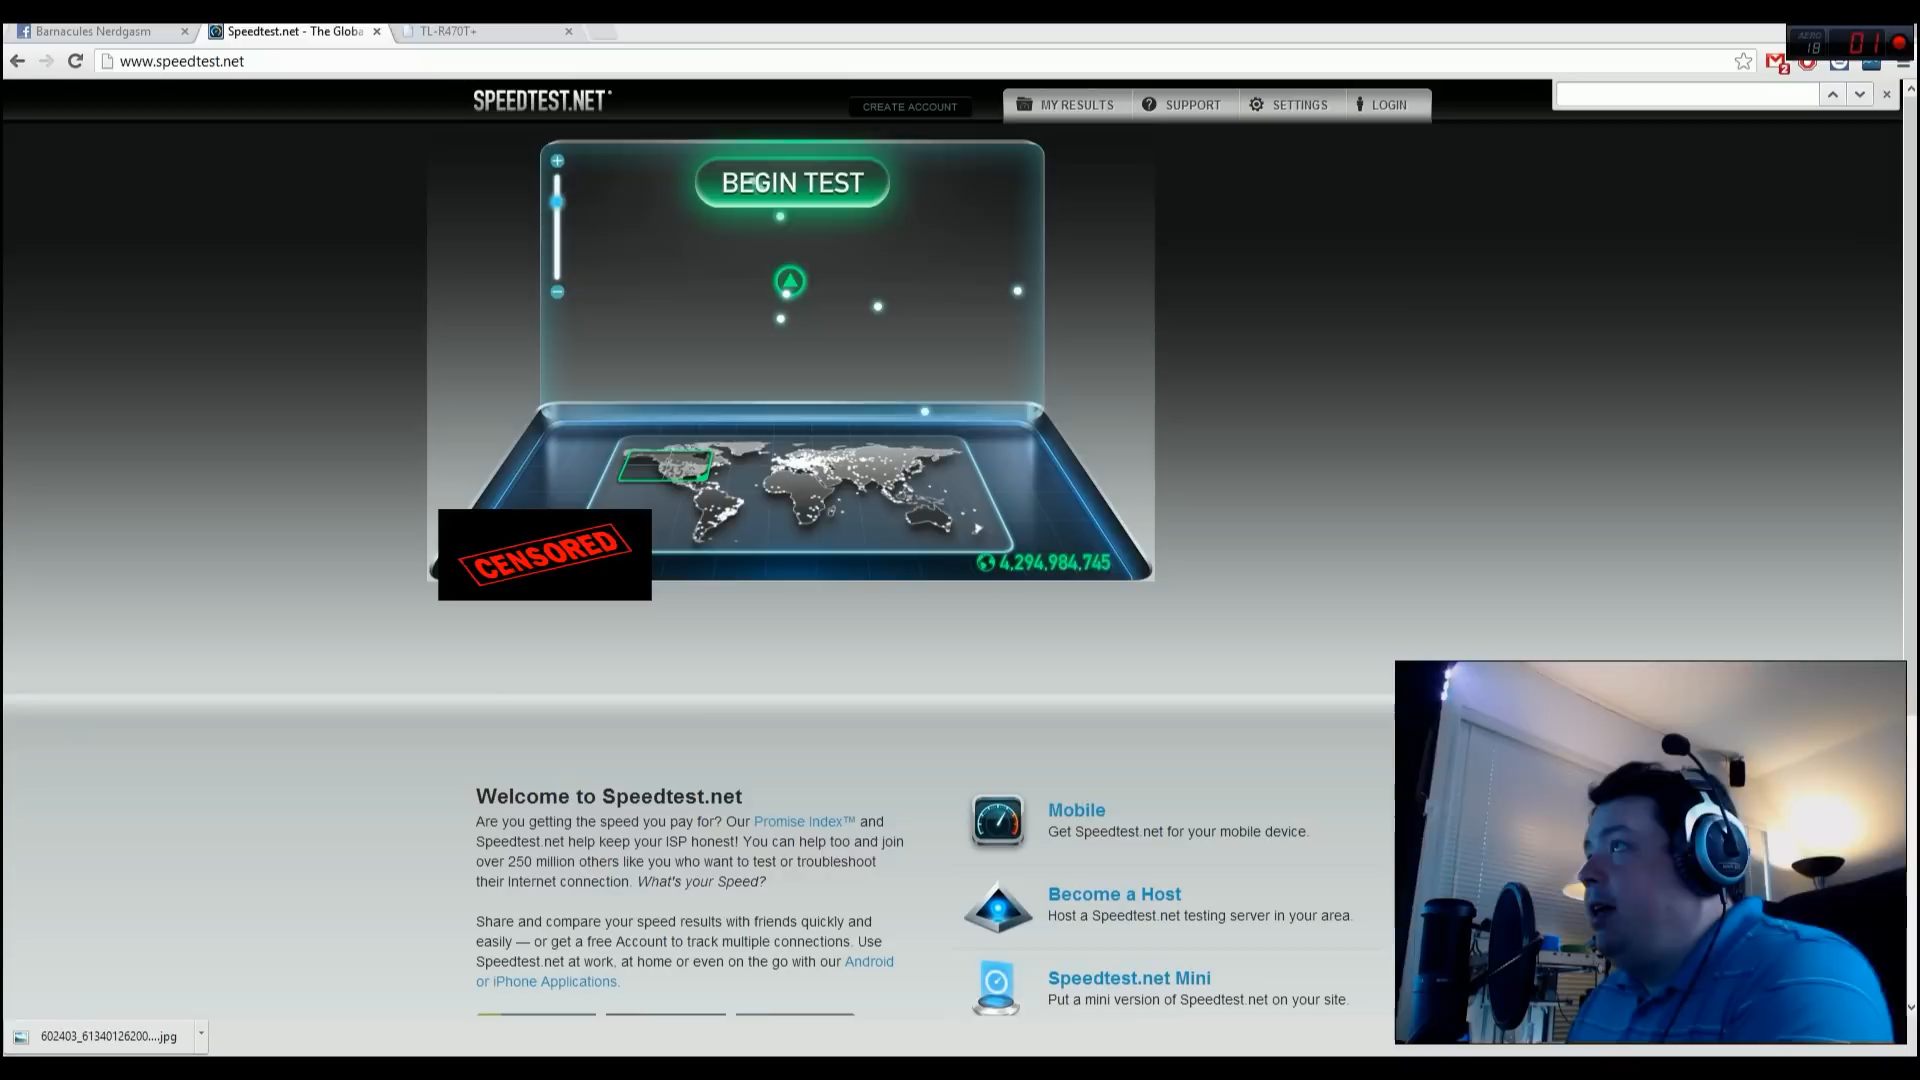 Barnacules Nerdgasm
Speedtest.net - The Globa
TL-R470T+
AERO
18
01
www.speedtest.net
2
SPEEDTEST.NET
CREATE ACCOUNT
MY RESULTS
SUPPORT
SETTINGS
LOGIN
BEGIN TEST
CENSORED
4,294,984,745
Welcome to Speedtest.net
Are you getting the speed you pay for? Our Promise Index™ and
Speedtest.net help keep your ISP honest! You can help too and join
over 250 million others like you who want to test or troubleshoot
their Internet connection. What's your Speed?
Share and compare your speed results with friends quickly and
easily — or get a free Account to track multiple connections. Use
Speedtest.net at work, at home or even on the go with our Android
or iPhone Applications.
Mobile
Get Speedtest.net for your mobile device.
Become a Host
Host a Speedtest.net testing server in your area.
Speedtest.net Mini
Put a mini version of Speedtest.net on your site.
602403_61340126200....jpg